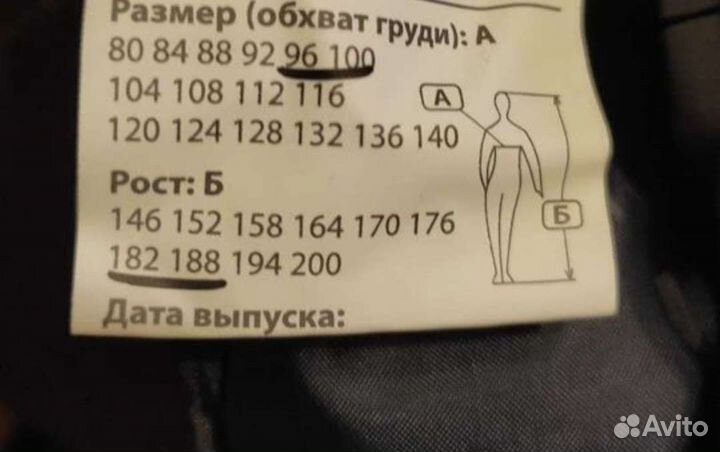 Размер (обхват груди): А
80 84 88 92 96 100
104 108 112 116
120 124 128 132 136 140
А
Рост: Б
146 152 158 164 170 176
182 188 194 200
Б
Дата выпуска:
Avito